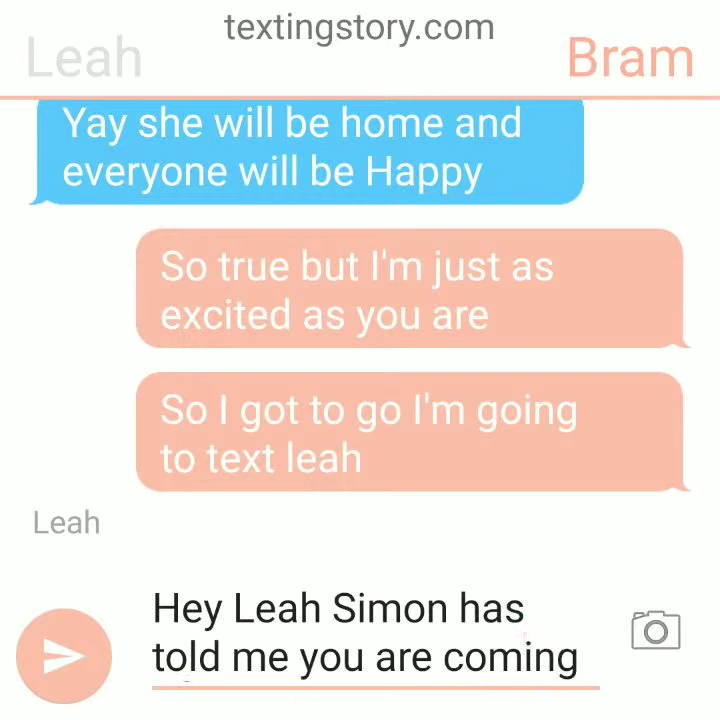 textingstory.com
Leah
Bram
Yay she will be home and
everyone will be Happy
So true but I'm just as
excited as you are
So I got to go I'm going
to text leah
Leah
Hey Leah Simon has
told me you are coming